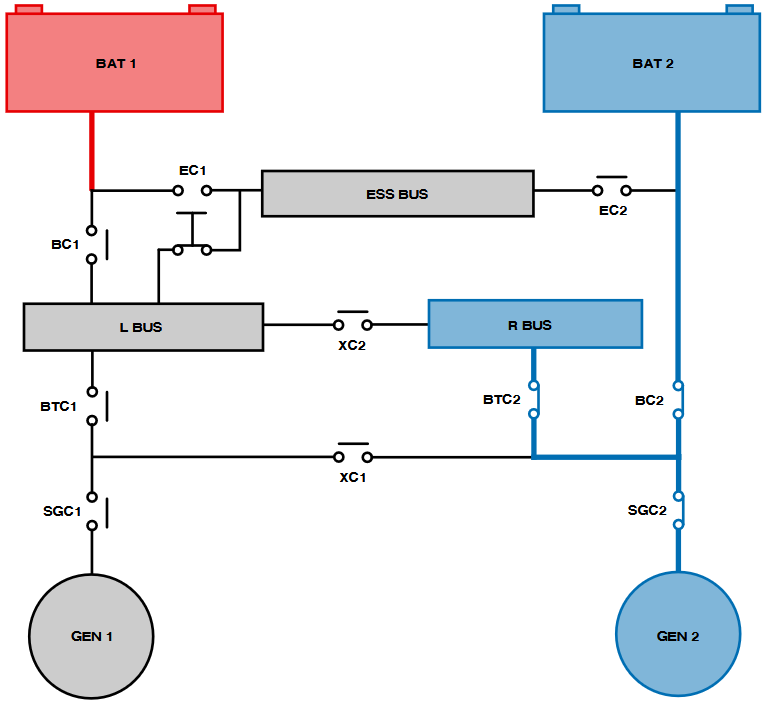 BAT 1
BAT 2
EC1
ESS BUS
EC2
BC1
L BUS
XC2
R BUS
BTC1
BTC2
BC2
XC1
SGC1
SGC2
GEN 1
GEN 2